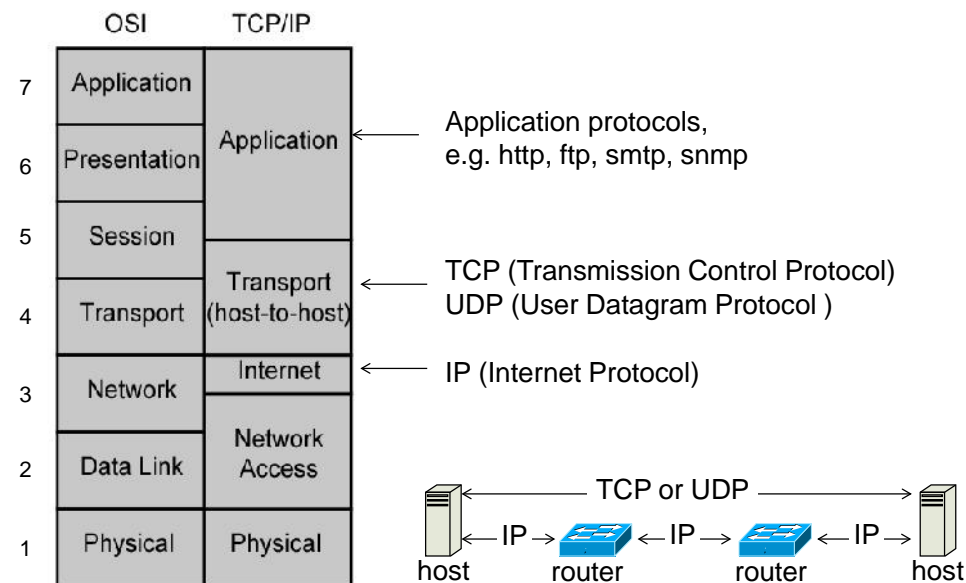 OSI TCP/IP
7 Application
6 Presentation
5 Session
4 Transport
3 Network
2 Data Link
1 Physical
Application
Transport
(host-to-host)
Internet
Network
Access
Physical
Application protocols,
e.g. http, ftp, smtp, snmp
TCP (Transmission Control Protocol)
UDP (User Datagram Protocol )
IP (Internet Protocol)
TCP or UDP
IP IP IP
host router router host